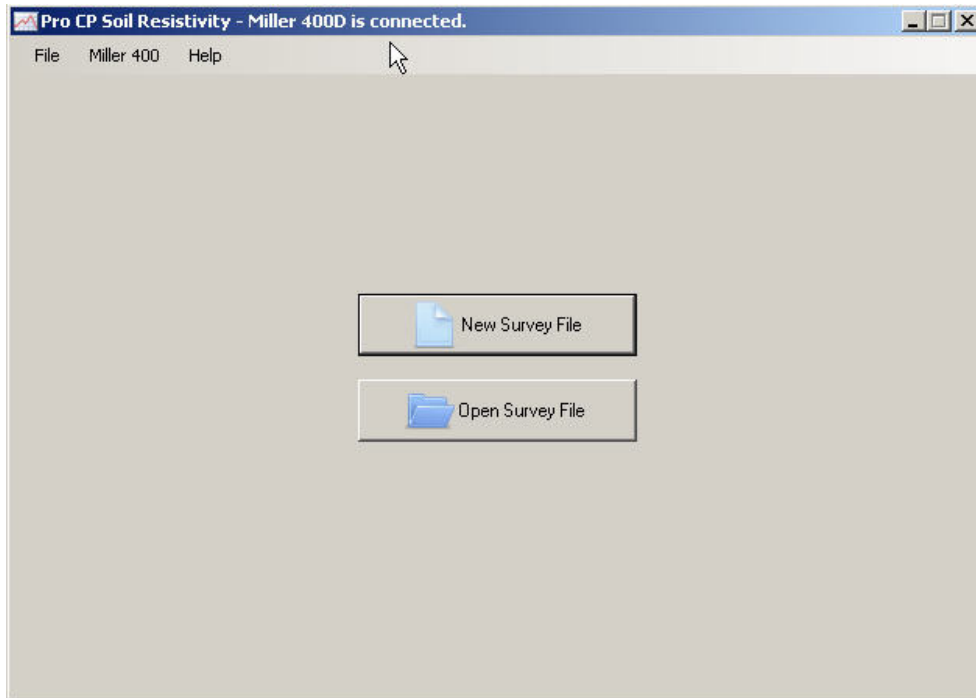 Pro CP Soil Resistivity - Miller 400D is connected.
File Miller 400 Help
New Survey File
Open Survey File